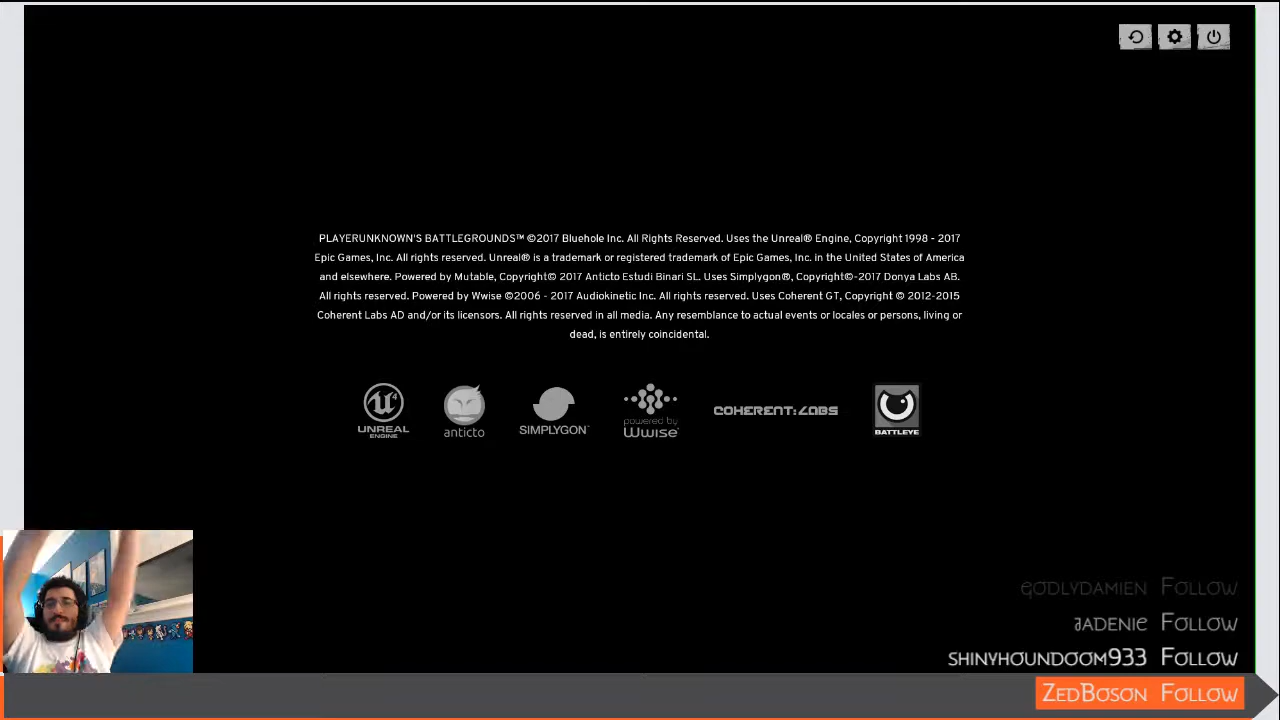 PLAYERUNKNOWN'S BATTLEGROUNDS™ ©2017 Bluehole Inc. All Rights Reserved. Uses the Unreal® Engine, Copyright 1998 - 2017
Epic Games, Inc. All rights reserved. Unreal® is a trademark or registered trademark of Epic Games, Inc. in the United States of America
and elsewhere. Powered by Mutable, Copyright© 2017 Anticto Estudi Binari SL. Uses Simplygon®, Copyright©-2017 Donya Labs AB.
All rights reserved. Powered by Wwise ©2006 - 2017 Audiokinetic Inc. All rights reserved. Uses Coherent GT, Copyright © 2012-2015
Coherent Labs AD and/or its licensors. All rights reserved in all media. Any resemblance to actual events or locales or persons, living or
dead, is entirely coincidental.
UNREAL
ENGINE
anticto
SIMPLYGON
powered by
Wwise
COHERENT:LABS
BATTLEYE
GODLYDAMIEN FOLLOW
JADENIE FOLLOW
SHINYHOUNDOOM933 FOLLOW
ZEDBOSON FOLLOW